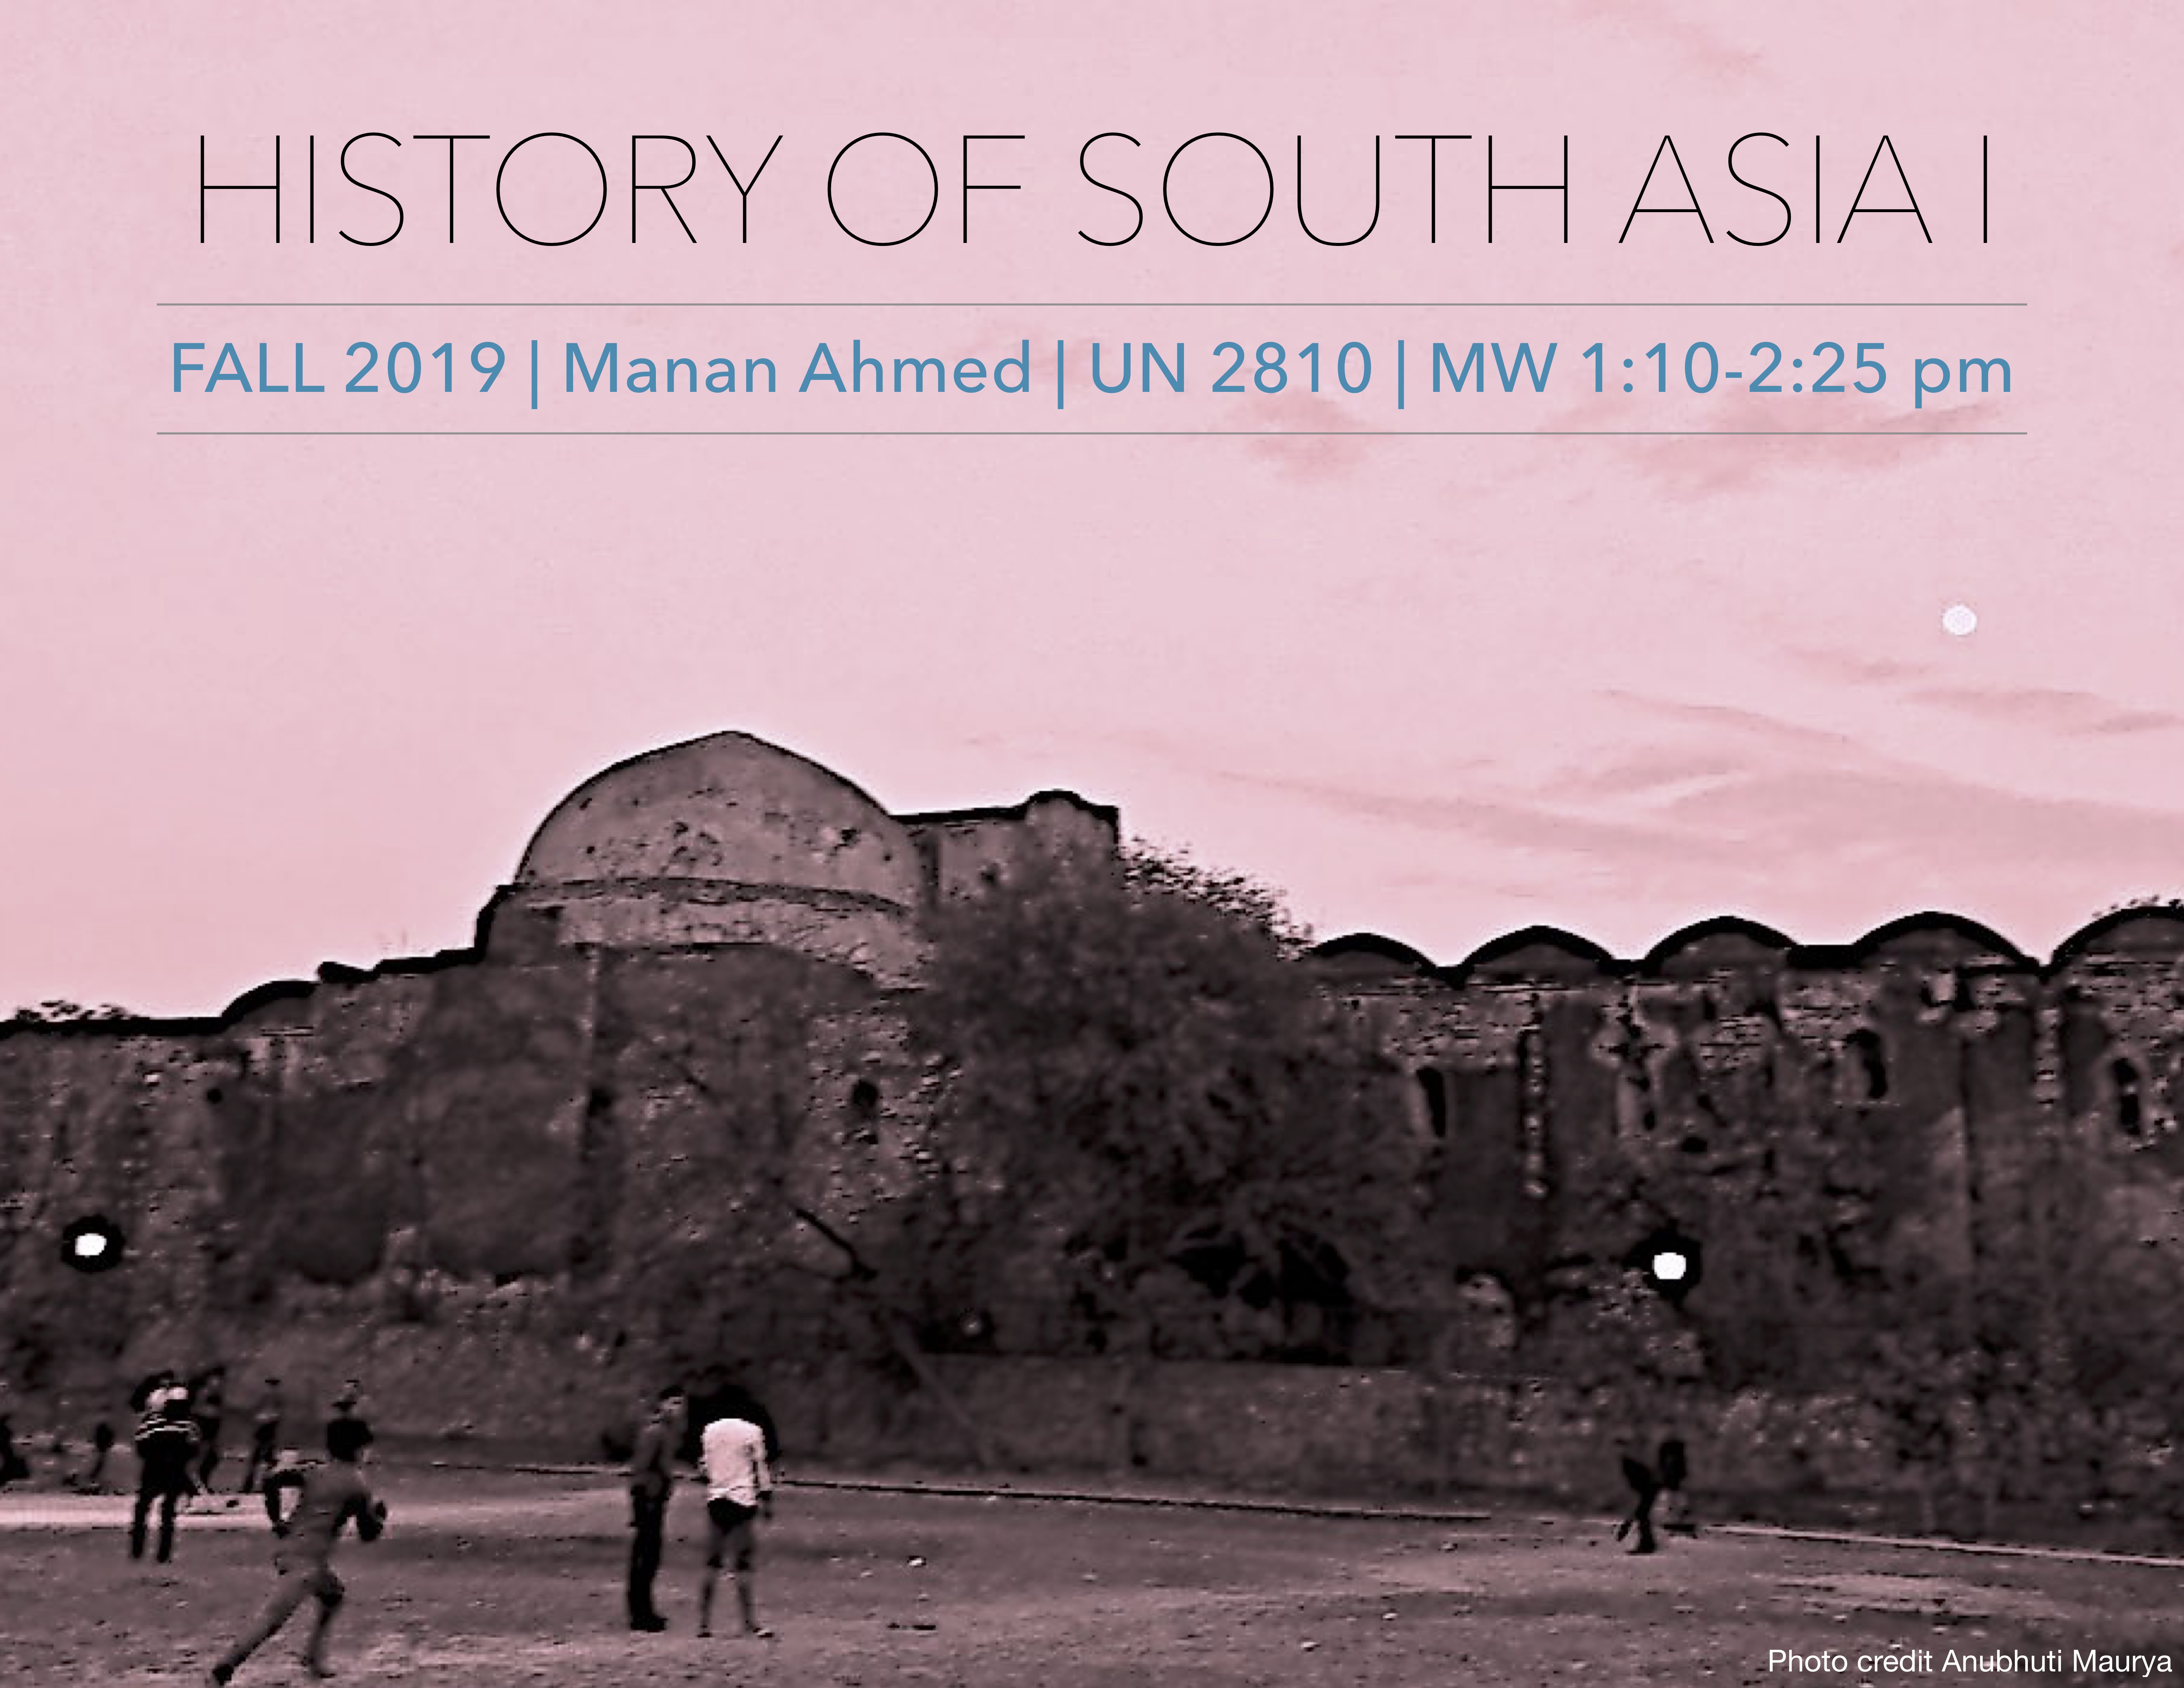 HISTORY OF SOUTH ASIA I
FALL 2019 | Manan Ahmed | UN 2810 | MW 1:10-2:25 pm
Photo credit Anubhuti Maurya